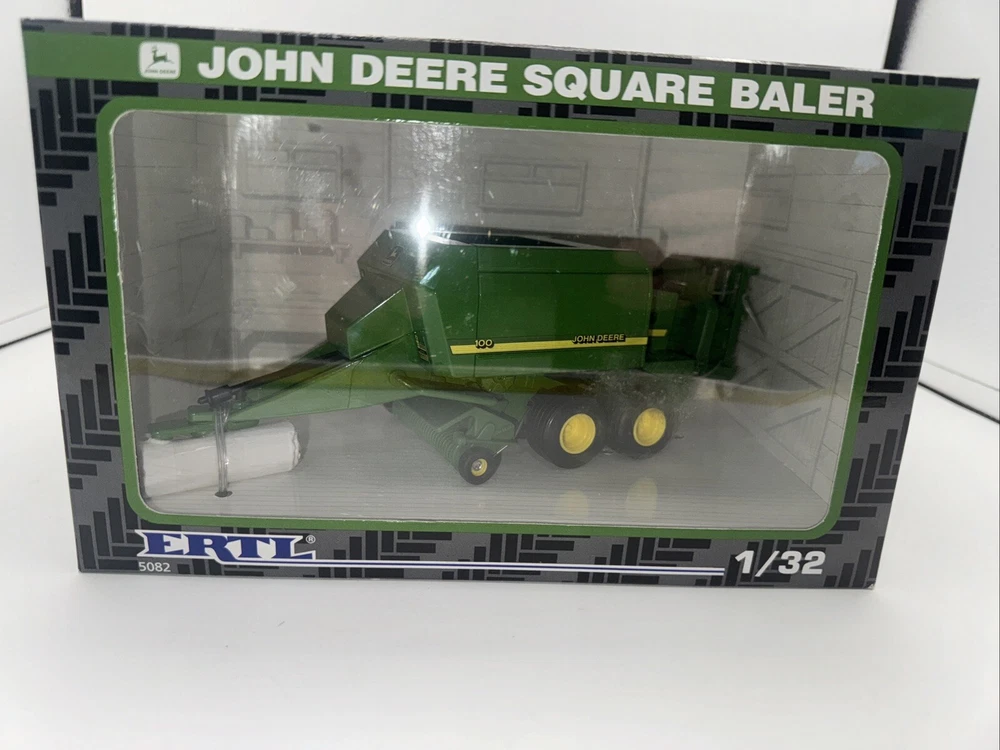 JOHN DEERE
JOHN DEERE SQUARE BALER
100 JOHN DEERE
ERTL®
5082
1/32